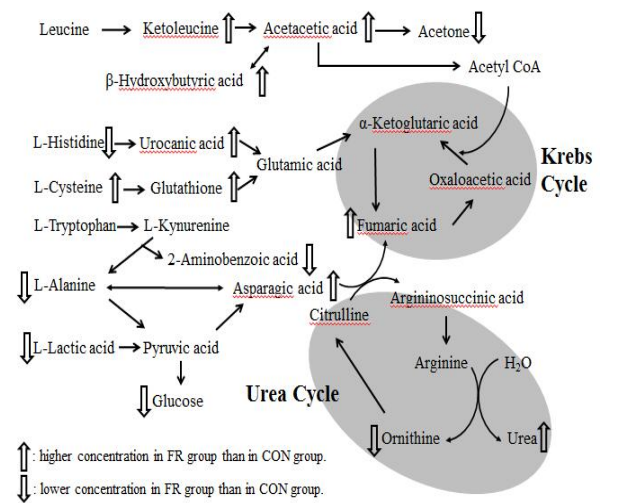 Leucine Ketoleucine Acetacetic acid Acetone
β-Hydroxybutyric acid Acetyl CoA
α-Ketoglutaric acid
L-Histidine Urocanic acid
Glutamic acid
Krebs
Cycle
L-Cysteine Glutathione Oxaloacetic acid
L-Tryptophan L-Kynurenine Fumaric acid
2-Aminobenzoic acid
L-Alanine Asparagic acid Argininosuccinic acid
Citrulline
L-Lactic acid Pyruvic acid Arginine H₂O
Glucose Urea Cycle
Ornithine Urea
: higher concentration in FR group than in CON group.
: lower concentration in FR group than in CON group.